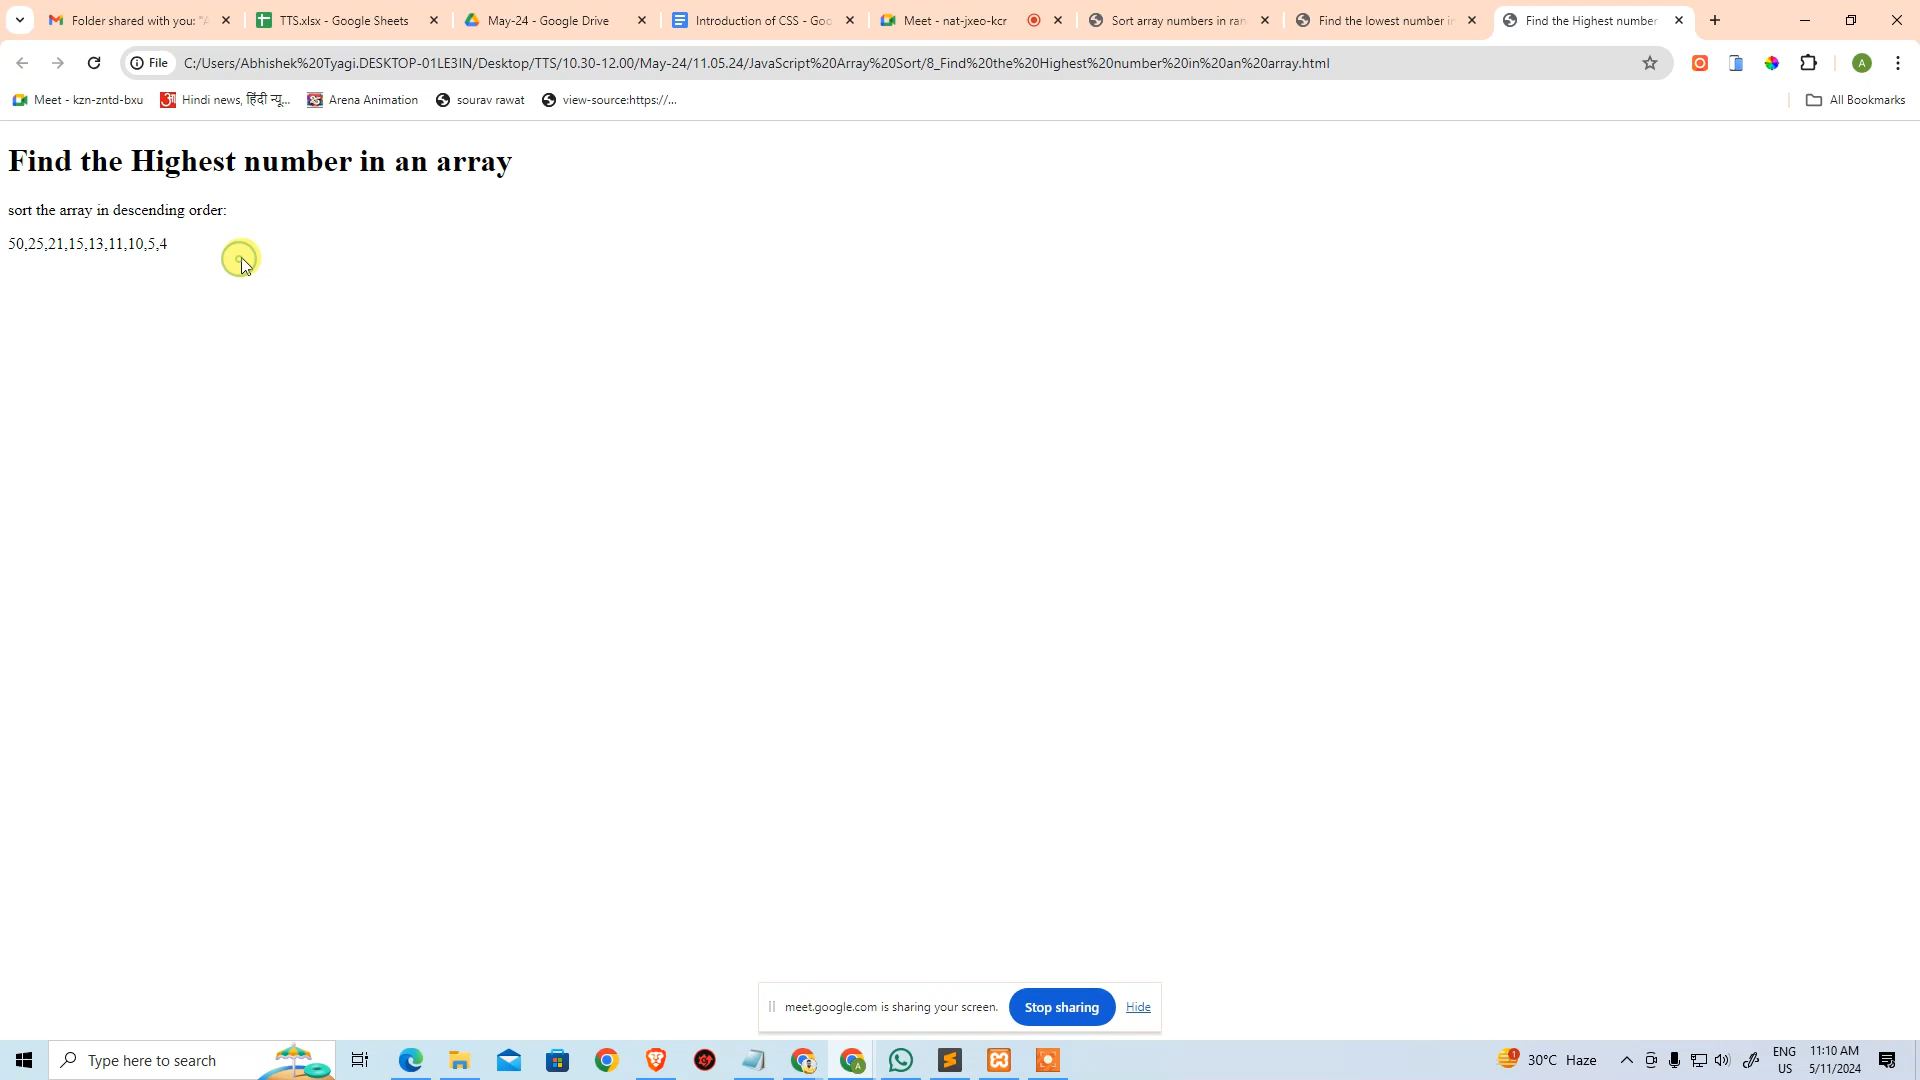 Folder shared with you: "A
TTS.xlsx - Google Sheets
May-24 - Google Drive
Introduction of CSS - Goo
Meet - nat-jxeo-kcr
Sort array numbers in ran
Find the lowest number in
Find the Highest number
File
C:/Users/Abhishek%20Tyagi.DESKTOP-01LE3IN/Desktop/TTS/10.30-12.00/May-24/11.05.24/JavaScript%20Array%20Sort/8_Find%20the%20Highest%20number%20in%20an%20array.html
A
Meet - kzn-zntd-bxu
Hindi news, हिंदी न्यू...
Arena Animation
sourav rawat
view-source:https://...
All Bookmarks
Find the Highest number in an array
sort the array in descending order:
50,25,21,15,13,11,10,5,4
meet.google.com is sharing your screen.
Stop sharing
Hide
Type here to search
1
30°C Haze
ENG
US
11:10 AM
5/11/2024